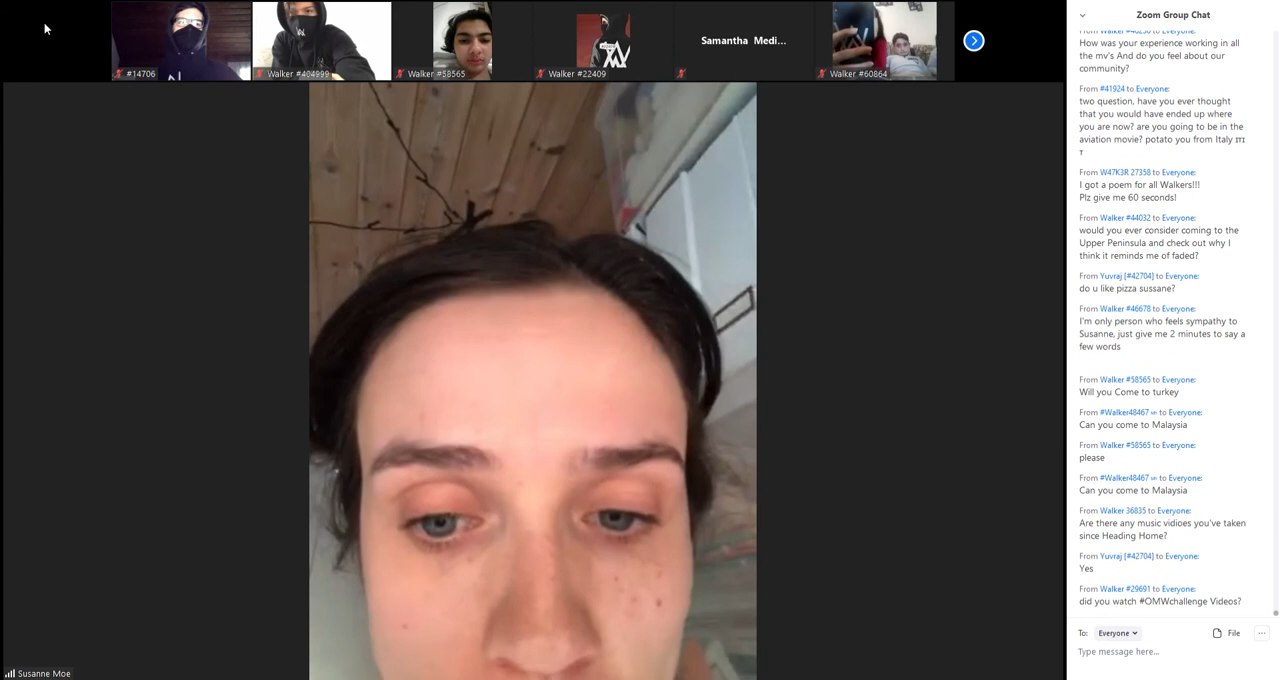 #14706
Walker #404999
Walker #58565
Walker #22409
Samantha Medi...
Walker #60864
Susanne Moe
Zoom Group Chat
From Walker #46236 to Everyone:
How was your experience working in all
the mv's And do you feel about our
community?
From #41924 to Everyone:
two question, have you ever thought
that you would have ended up where
you are now? are you going to be in the
aviation movie? potato you from Italy
From W47K3R 27358 to Everyone:
I got a poem for all Walkers!!!
Plz give me 60 seconds!
From Walker #44032 to Everyone:
would you ever consider coming to the
Upper Peninsula and check out why I
think it reminds me of faded?
From Yuvraj [#42704] to Everyone:
do u like pizza sussane?
From Walker #46678 to Everyone:
I'm only person who feels sympathy to
Susanne, just give me 2 minutes to say a
few words
From Walker #58565 to Everyone:
Will you Come to turkey
From #Walker48467 to Everyone:
Can you come to Malaysia
From Walker #58565 to Everyone:
please
From #Walker48467 to Everyone:
Can you come to Malaysia
From Walker 36835 to Everyone:
Are there any music vidioes you've taken
since Heading Home?
From Yuvraj [#42704] to Everyone:
Yes
From Walker #29691 to Everyone:
did you watch #OMWchallenge Videos?
To: Everyone File ...
Type message here...